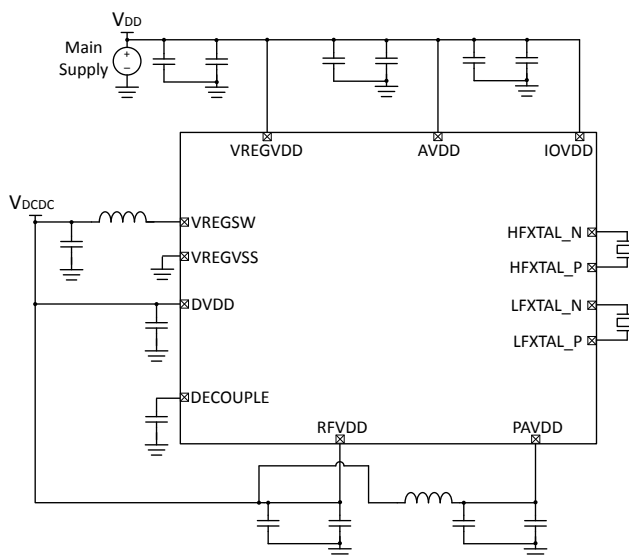 VDD
Main
Supply
+
−
VREGVDD
AVDD
IOVDD
VDCDC
VREGSW
HFXTAL_N
VREGVSS
HFXTAL_P
DVDD
LFXTAL_N
LFXTAL_P
DECOUPLE
RFVDD
PAVDD